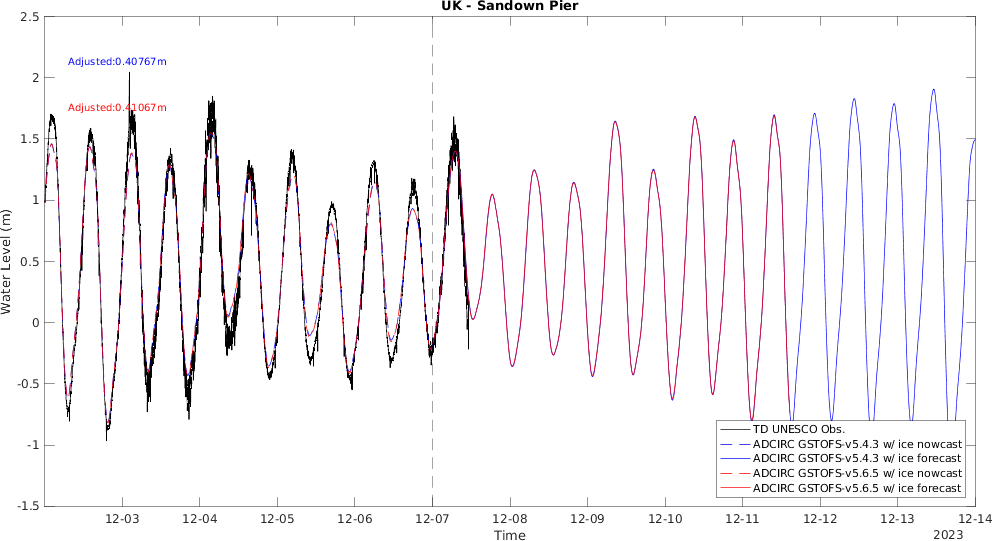 UK - Sandown Pier
Adjusted:0.40767m
Adjusted:0.41067m
Water Level (m)
2.5
2
1.5
1
0.5
0
-0.5
-1
-1.5
TD UNESCO Obs.
ADCIRC GSTOFS-v5.4.3 w/ ice nowcast
ADCIRC GSTOFS-v5.4.3 w/ ice forecast
ADCIRC GSTOFS-v5.6.5 w/ ice nowcast
ADCIRC GSTOFS-v5.6.5 w/ ice forecast
12-03 12-04 12-05 12-06 12-07 12-08 12-09 12-10 12-11 12-12 12-13 12-14
Time
2023